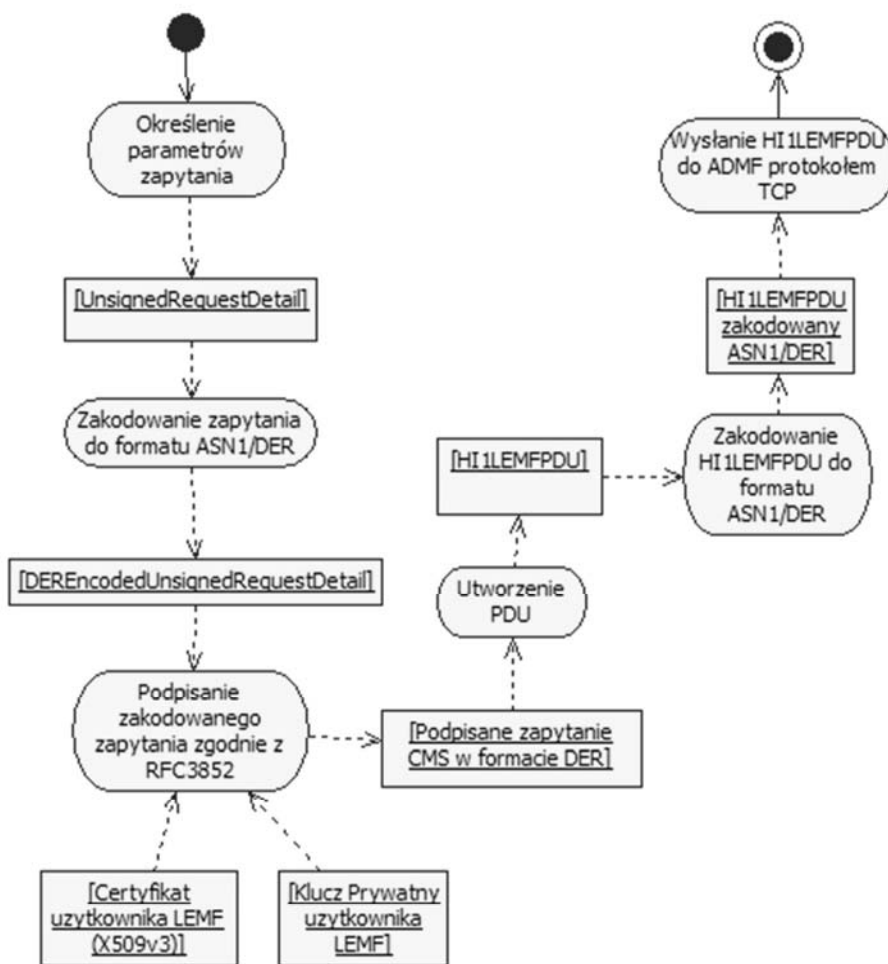 Określenie
parametrów
zapytania
[UnsignedRequestDetail]
Zakodowanie zapytania
do formatu ASN1/DER
[DEREncodedUnsignedRequestDetail]
Podpisanie
zakodowanego
zapytania zgodnie z
RFC3852
[Certyfikat
uzytkownika LEMF
(X509v3)]
[Klucz Prywatny
uzytkownika
LEMF]
[Podpisane zapytanie
CMS w formacie DER]
Utworzenie
PDU
[HI1LEMFPDU]
Zakodowanie
HI1LEMFPDU do
formatu
ASN1/DER
[HI1LEMFPDU
zakodowany
ASN1/DER]
Wysłanie HI1LEMFPDU
do ADMF protokołem
TCP